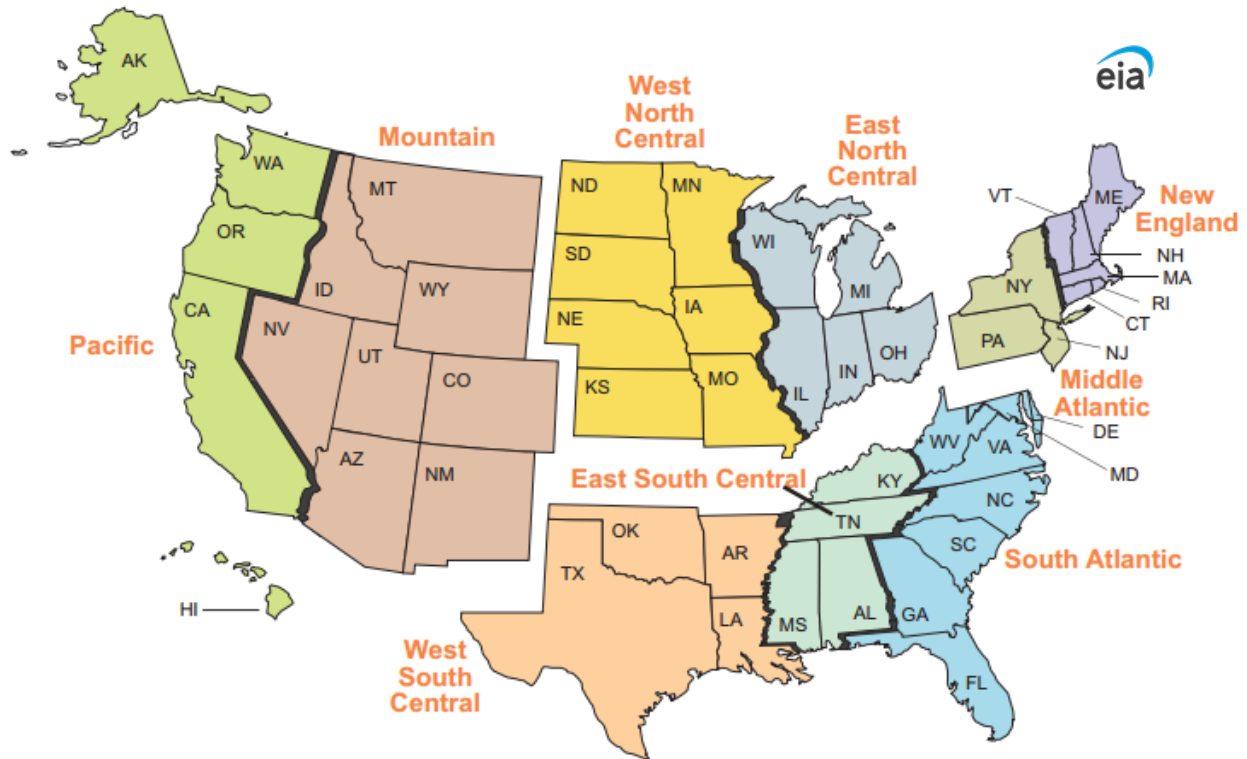 AK
eia
West
North
Central
Mountain
East
North
Central
WA
MT
ND
MN
VT
ME
New
England
OR
WI
NH
SD
MA
ID
WY
MI
NY
RI
CA
NV
IA
NE
CT
Pacific
UT
PA
NJ
CO
OH
IN
KS
MO
IL
Middle
Atlantic
DE
WV
VA
AZ
NM
MD
East South Central
KY
NC
TN
OK
AR
SC
South Atlantic
TX
HI
LA
MS
AL
GA
West
South
Central
FL